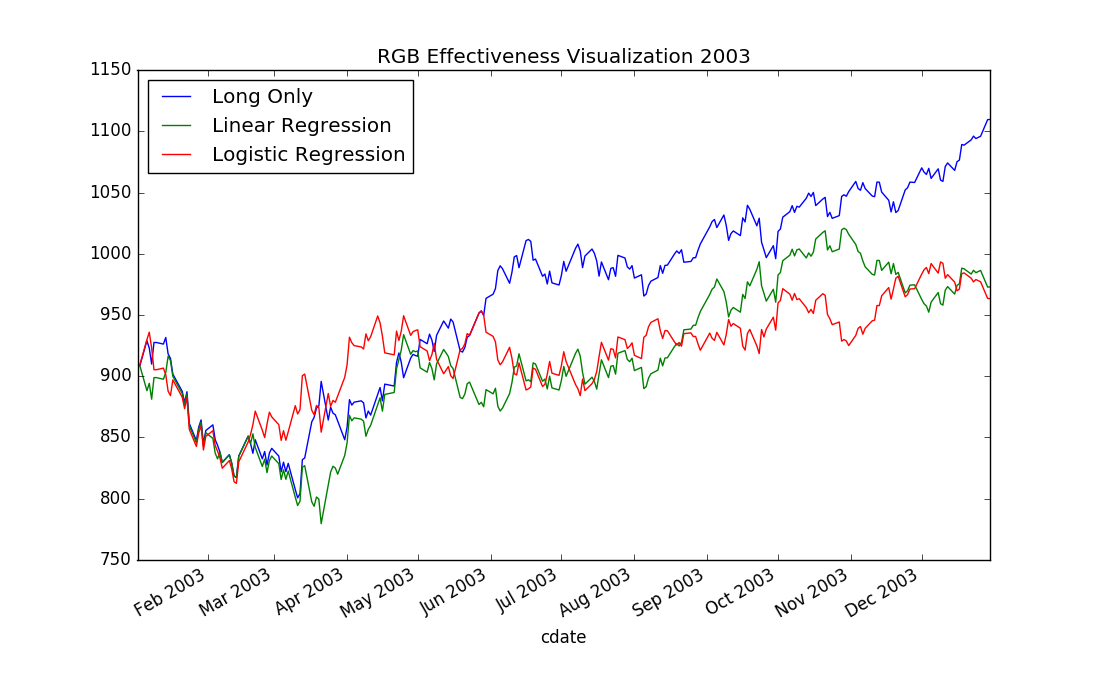 RGB Effectiveness Visualization 2003
1150
1100
1050
1000
950
900
850
800
750
Long Only
Linear Regression
Logistic Regression
Feb 2003
Mar 2003
Apr 2003
May 2003
Jun 2003
Jul 2003
Aug 2003
Sep 2003
Oct 2003
Nov 2003
Dec 2003
cdate